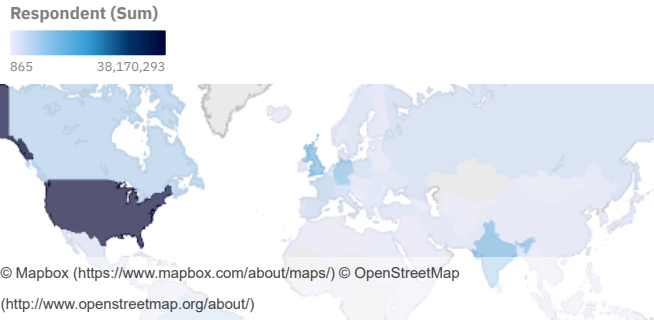 Respondent (Sum)
865 38,170,293
© Mapbox (https://www.mapbox.com/about/maps/) © OpenStreetMap
(http://www.openstreetmap.org/about/)